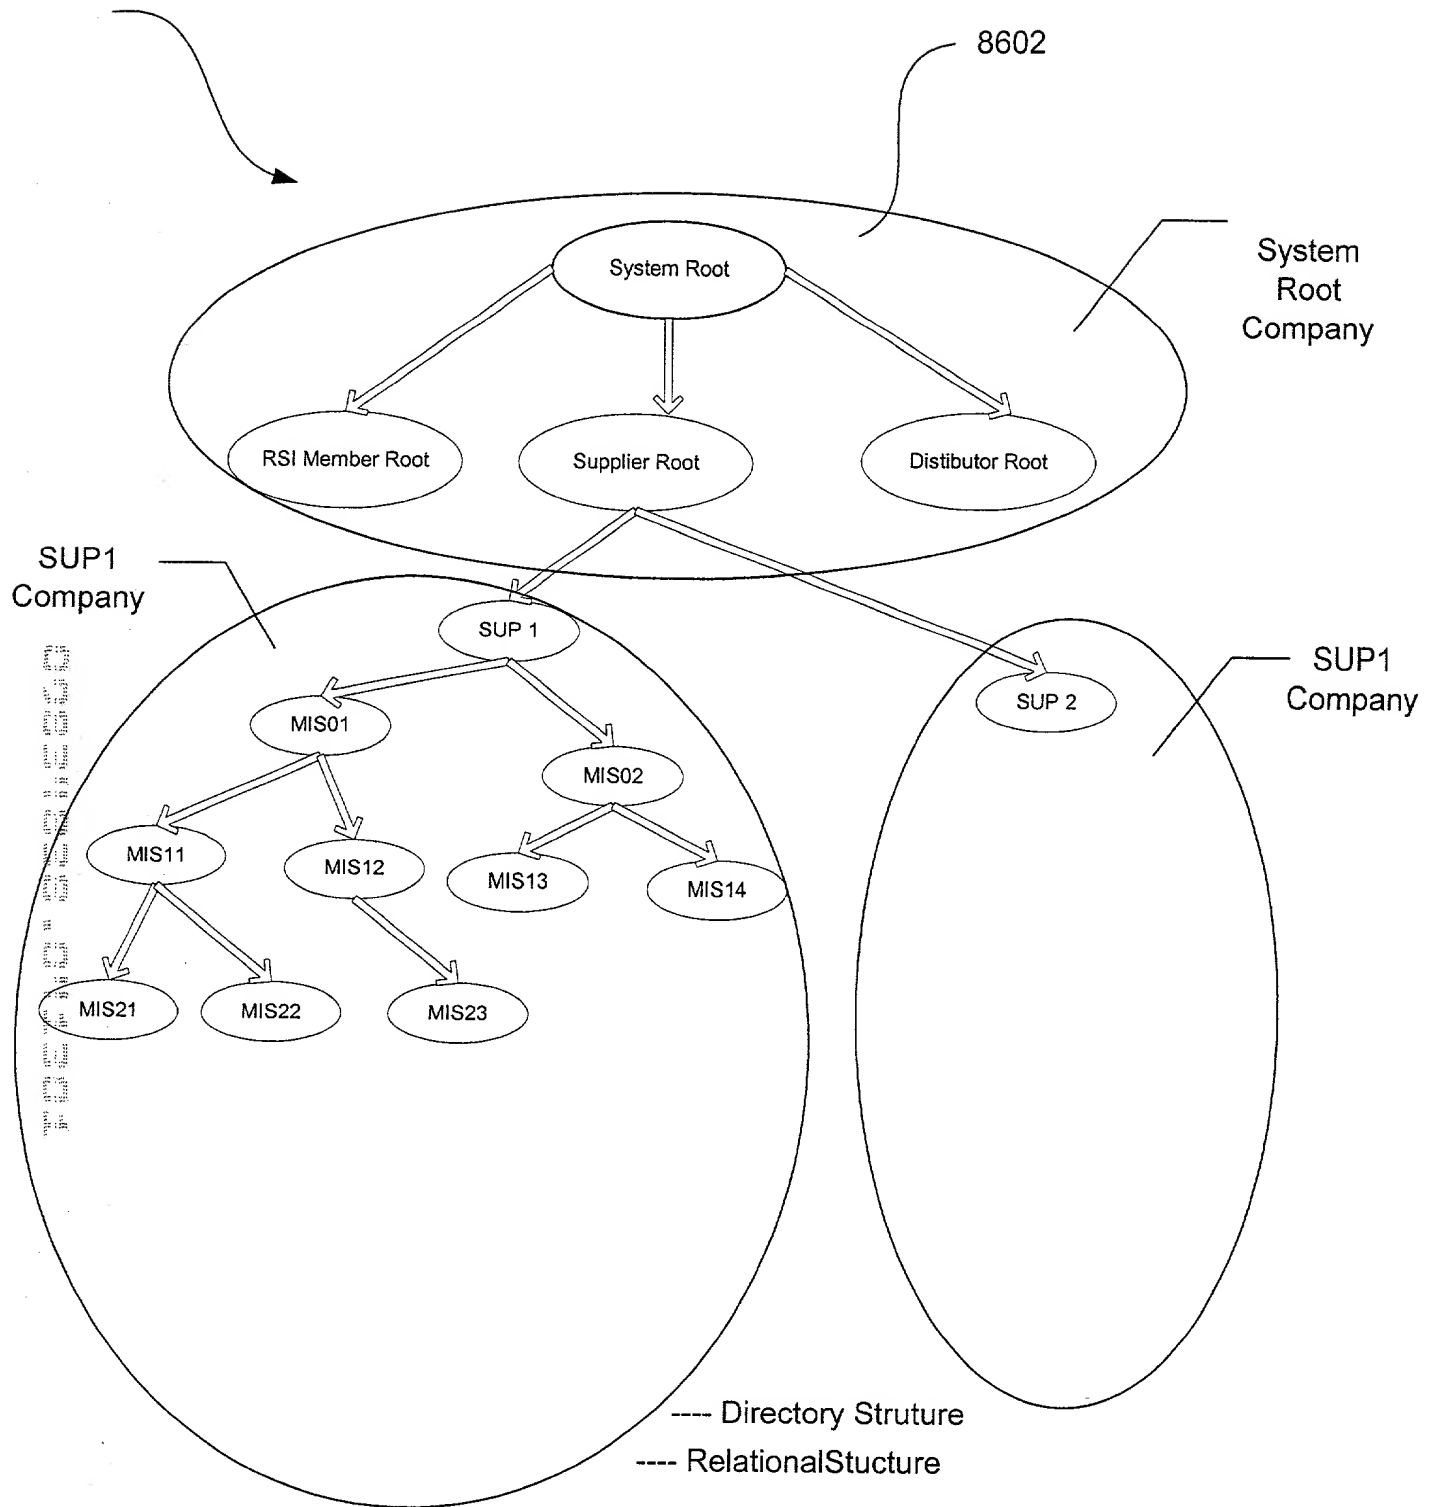 8602
System Root
System
Root
Company
RSI Member Root
Supplier Root
Distibutor Root
SUP1
Company
SUP 1
SUP1
Company
SUP 2
MIS01
MIS02
MIS11
MIS12
MIS13
MIS14
MIS21
MIS22
MIS23
---- Directory Struture
---- RelationalStucture